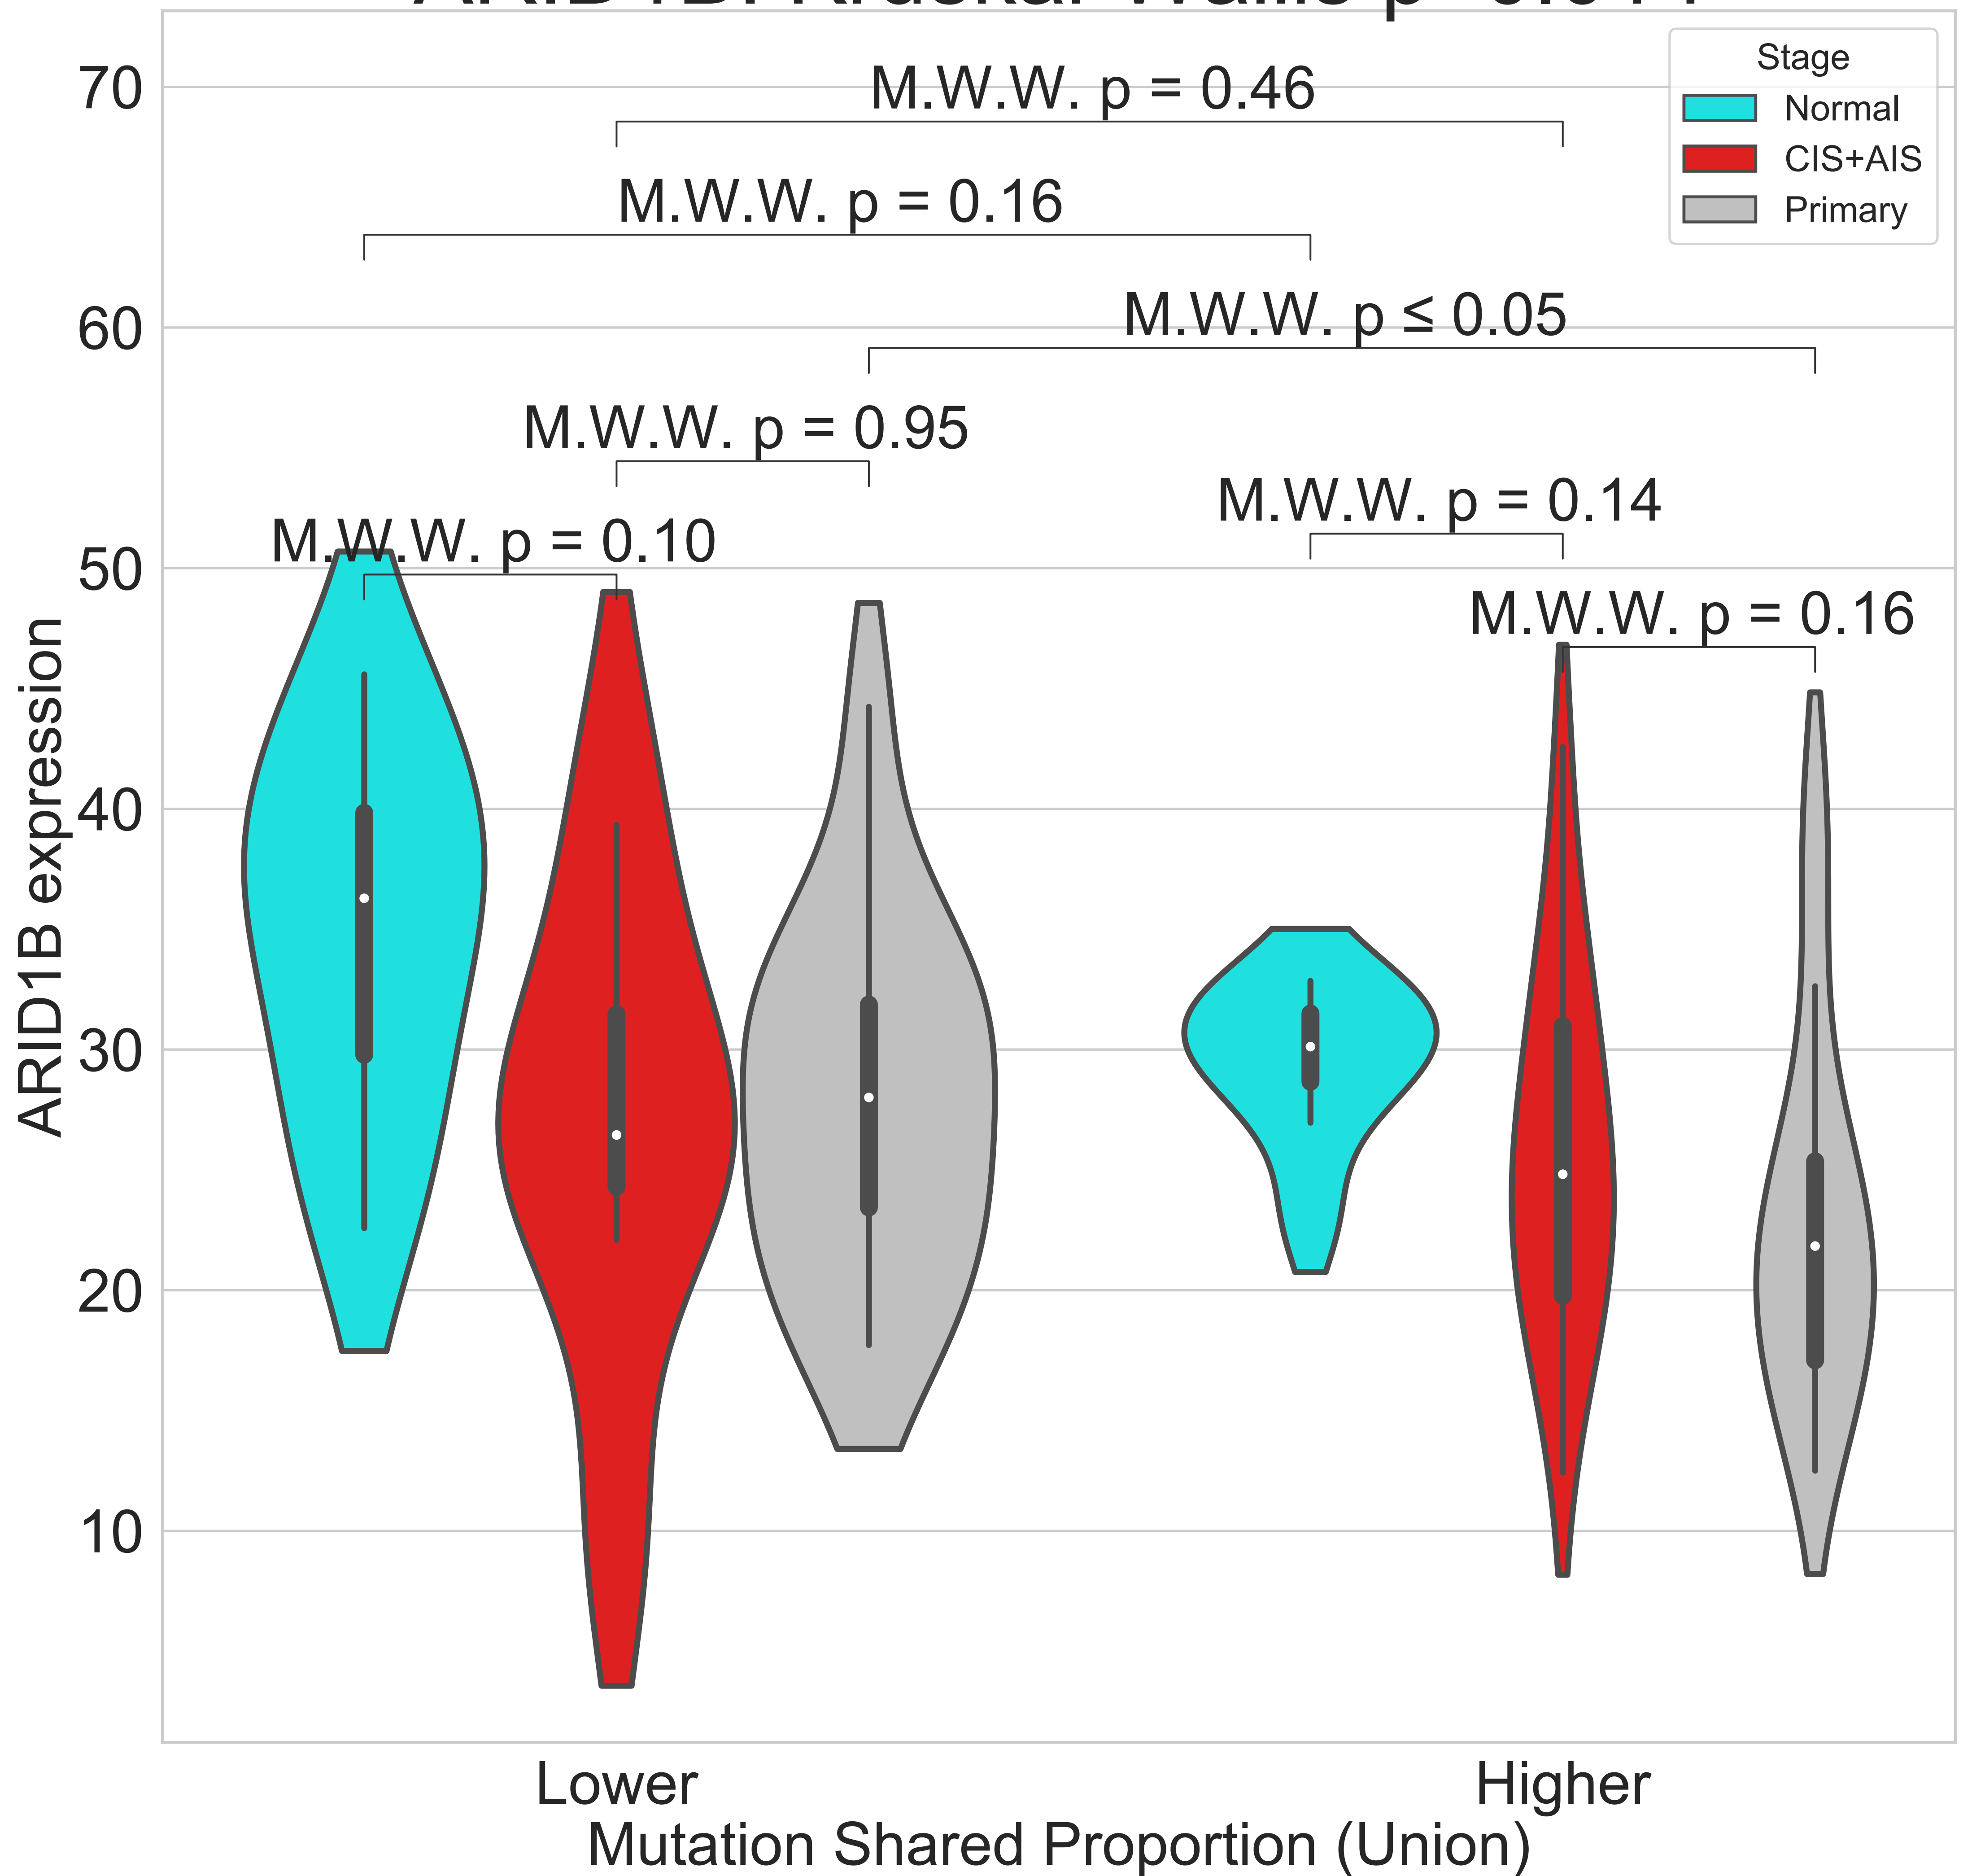 M.W.W. p = 0.46
M.W.W. p = 0.16
M.W.W. p ≤ 0.05
M.W.W. p = 0.95
M.W.W. p = 0.14
M.W.W. p = 0.10
M.W.W. p = 0.16
Stage
Normal
CIS+AIS
Primary
70
60
50
40
30
20
10
ARID1B expression
Lower
Higher
Mutation Shared Proportion (Union)